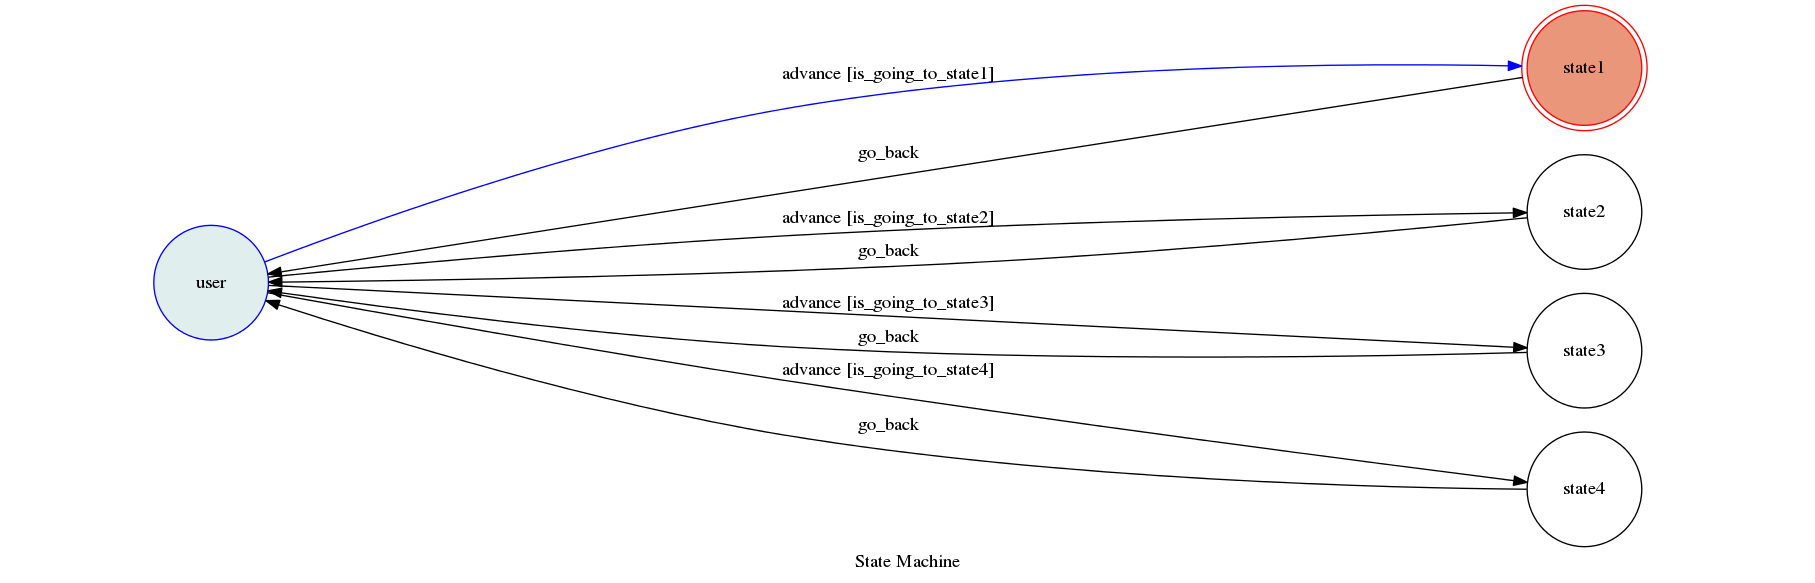 state1
advance [is_going_to_state1]
go_back
state2
advance [is_going_to_state2]
go_back
user
advance [is_going_to_state3]
go_back
state3
advance [is_going_to_state4]
go_back
state4
State Machine